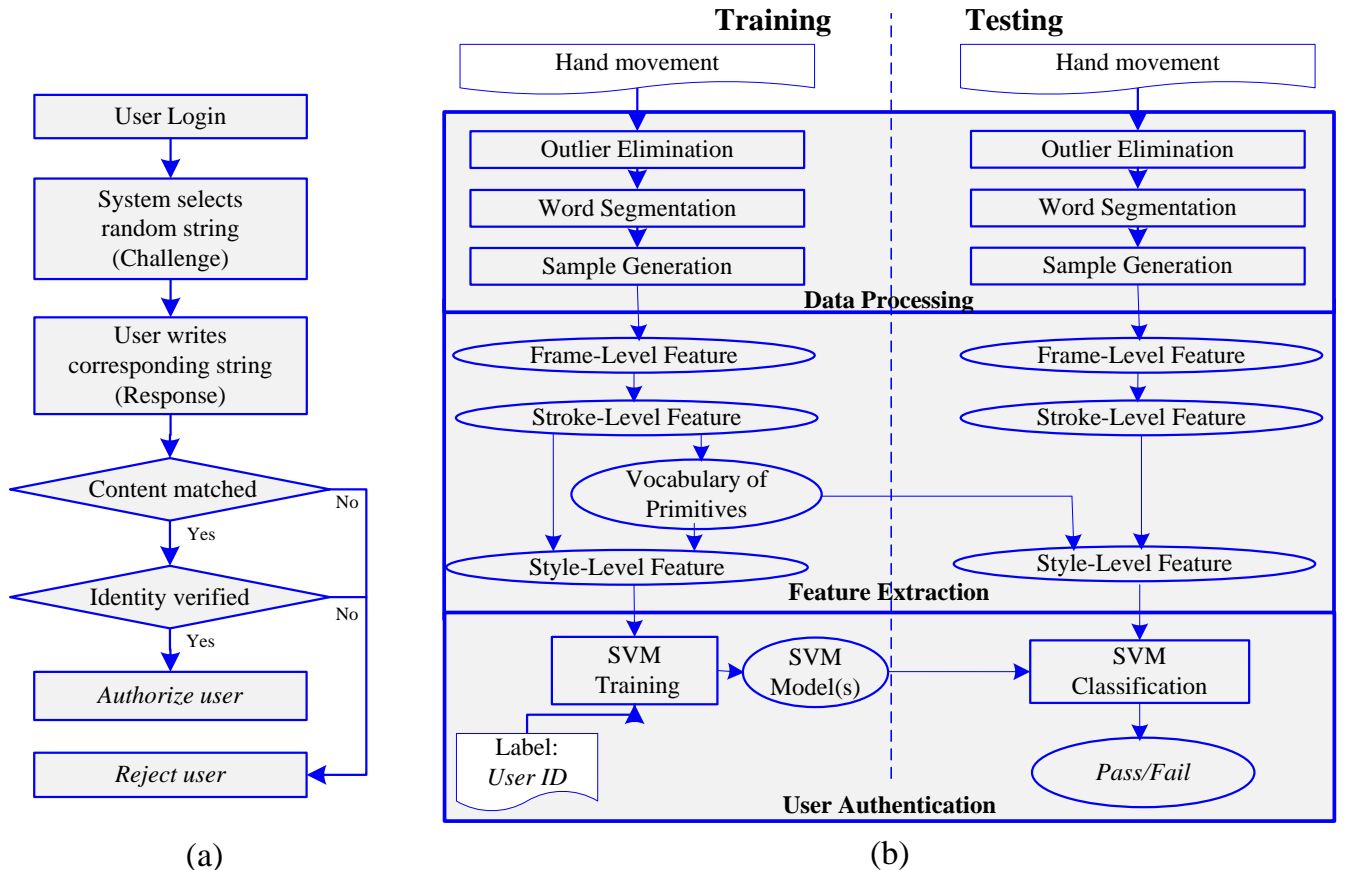 User Login
System selects
random string
(Challenge)
User writes
corresponding string
(Response)
Content matched
No
Yes
Identity verified
No
Yes
Authorize user
Reject user
(a)
Training
Testing
Hand movement
Hand movement
Outlier Elimination
Outlier Elimination
Word Segmentation
Word Segmentation
Sample Generation
Sample Generation
Data Processing
Frame-Level Feature
Frame-Level Feature
Stroke-Level Feature
Stroke-Level Feature
Vocabulary of
Primitives
Style-Level Feature
Style-Level Feature
Feature Extraction
SVM
Training
SVM
Model(s)
SVM
Classification
Label:
User ID
Pass/Fail
User Authentication
(b)